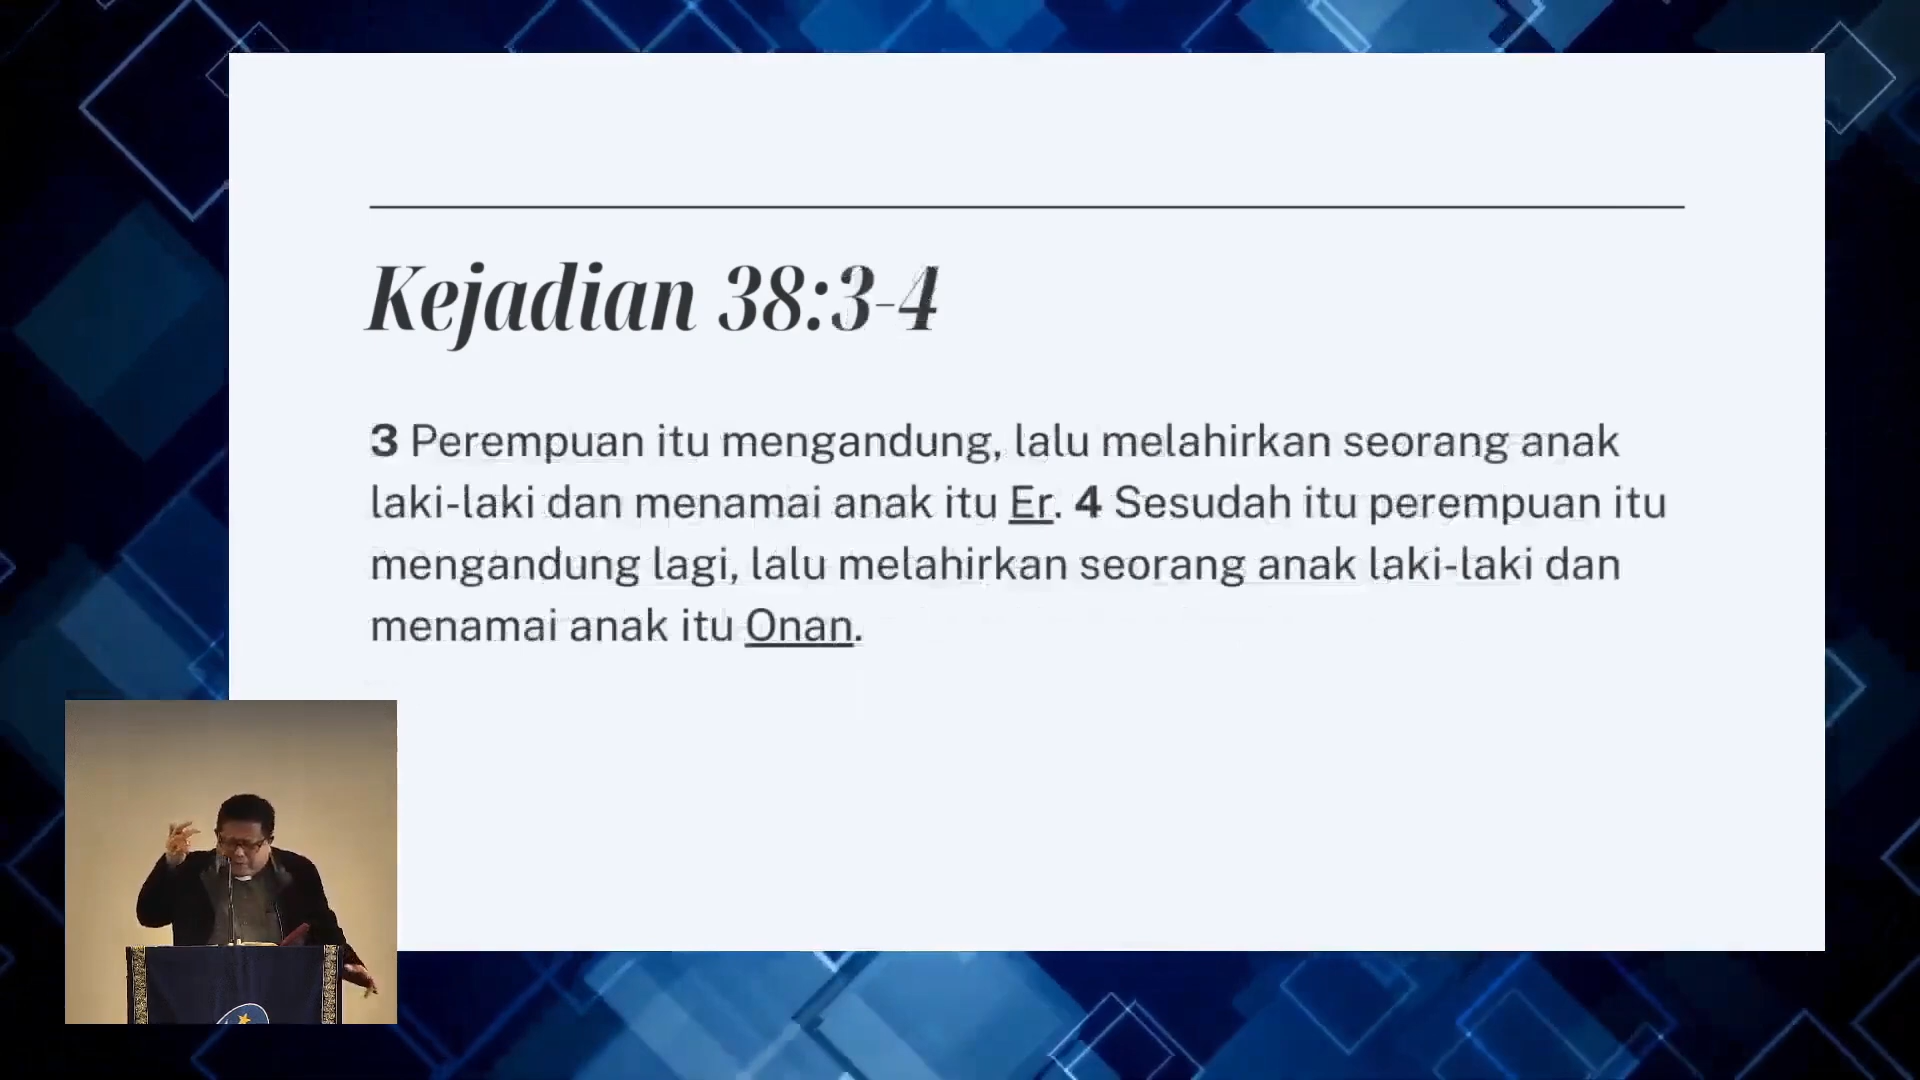 Kejadian 38:3-4
3 Perempuan itu mengandung, lalu melahirkan seorang anak
laki-laki dan menamai anak itu Er. 4 Sesudah itu perempuan itu
mengandung lagi, lalu melahirkan seorang anak laki-laki dan
menamai anak itu Onan.